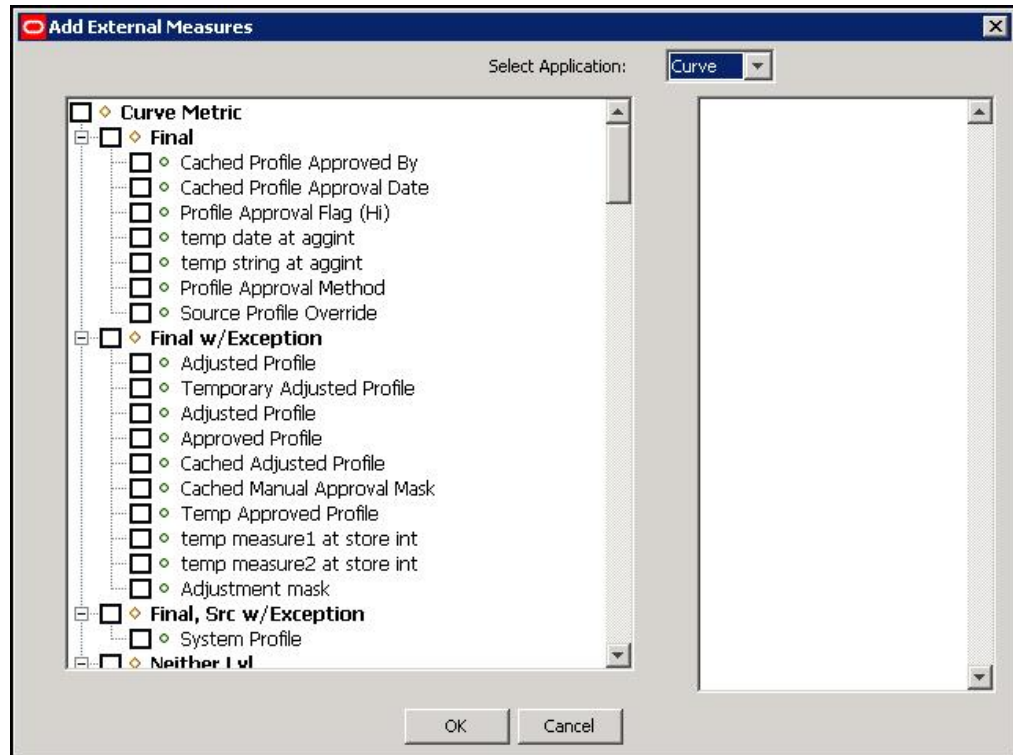 Add External Measures
Select Application:
Curve
Curve Metric
Final
Cached Profile Approved By
Cached Profile Approval Date
Profile Approval Flag (Hi)
temp date at aggint
temp string at aggint
Profile Approval Method
Source Profile Override
Final w/Exception
Adjusted Profile
Temporary Adjusted Profile
Adjusted Profile
Approved Profile
Cached Adjusted Profile
Cached Manual Approval Mask
Temp Approved Profile
temp measure1 at store int
temp measure2 at store int
Adjustment mask
Final, Src w/Exception
System Profile
Neither Lvl
OK
Cancel